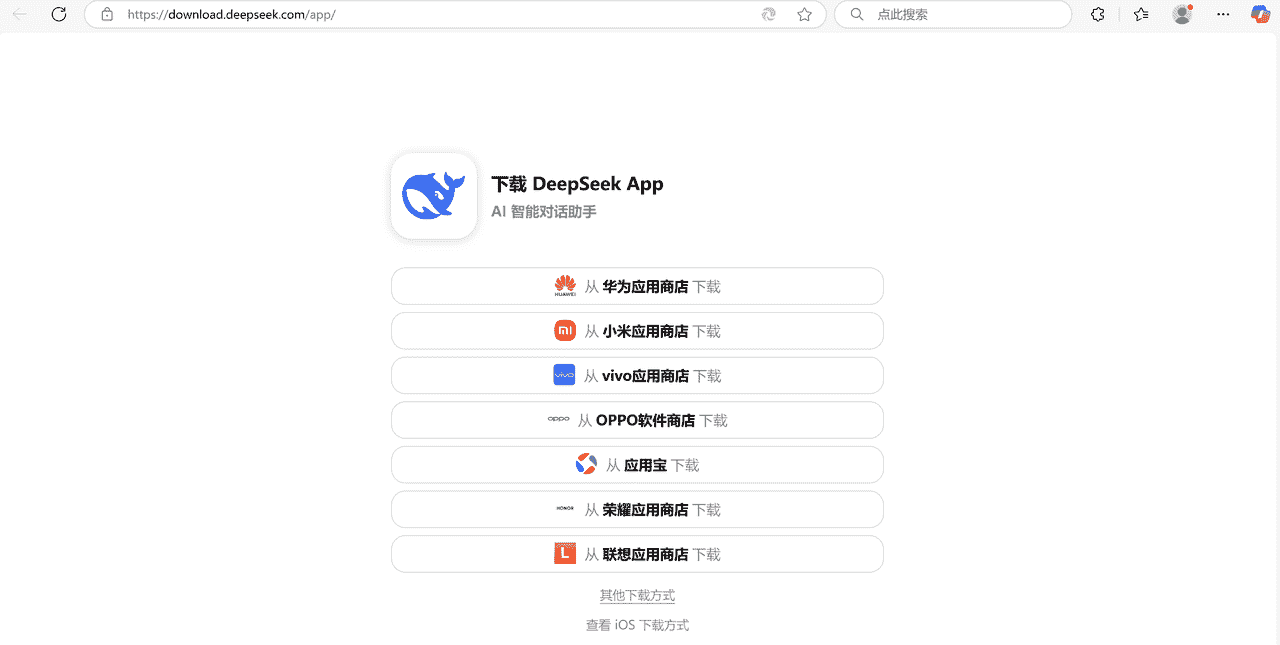 https://download.deepseek.com/app/
点此搜索
下载 DeepSeek App
AI 智能对话助手
HUAWEI 从 华为应用商店 下载
mi 从 小米应用商店 下载
vivo 从 vivo应用商店 下载
oppo 从 OPPO软件商店 下载
从 应用宝 下载
HONOR 从 荣耀应用商店 下载
L 从 联想应用商店 下载
其他下载方式
查看 iOS 下载方式